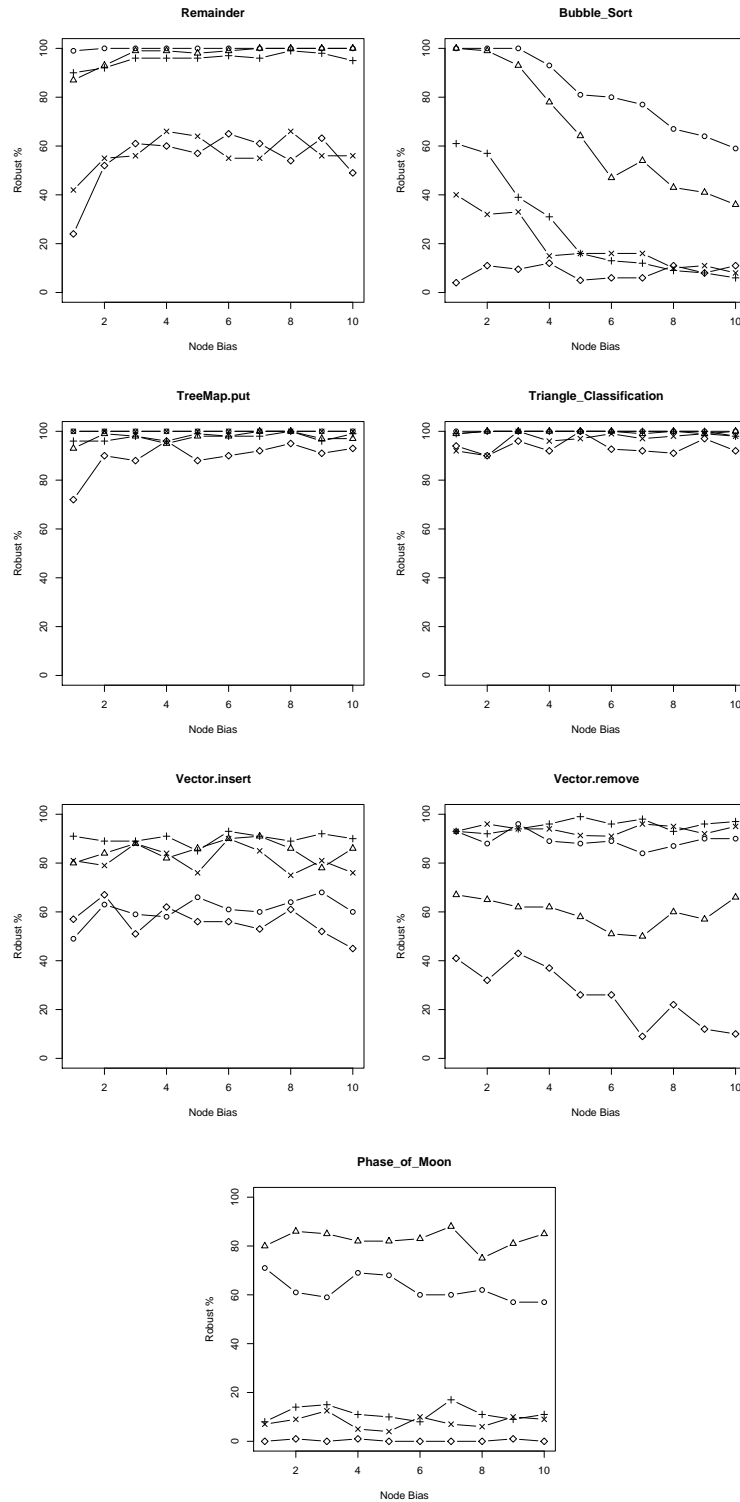 Remainder
Robust %
0 20 40 60 80 100
2 4 6 8 10
Node Bias
Bubble_Sort
Robust %
0 20 40 60 80 100
2 4 6 8 10
Node Bias
TreeMap.put
Robust %
0 20 40 60 80 100
2 4 6 8 10
Node Bias
Triangle_Classification
Robust %
0 20 40 60 80 100
2 4 6 8 10
Node Bias
Vector.insert
Robust %
0 20 40 60 80 100
2 4 6 8 10
Node Bias
Vector.remove
Robust %
0 20 40 60 80 100
2 4 6 8 10
Node Bias
Phase_of_Moon
Robust %
0 20 40 60 80 100
2 4 6 8 10
Node Bias